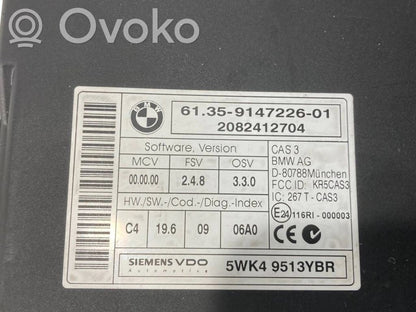 Ovoko
BMW
61.35-9147226-01
2082412704
Software, Version
MCV FSV OSV
00.00.00 2.4.8 3.3.0
HW./SW.-/Cod.-/Diag.-Index
C4 19.6 09 06A0
CAS 3
BMW AG
D-80788München
FCC ID: KR5CAS3
IC: 267 T - CAS3
E24 116RI - 000003
SIEMENS VDO
Automotive
5WK4 9513YBR